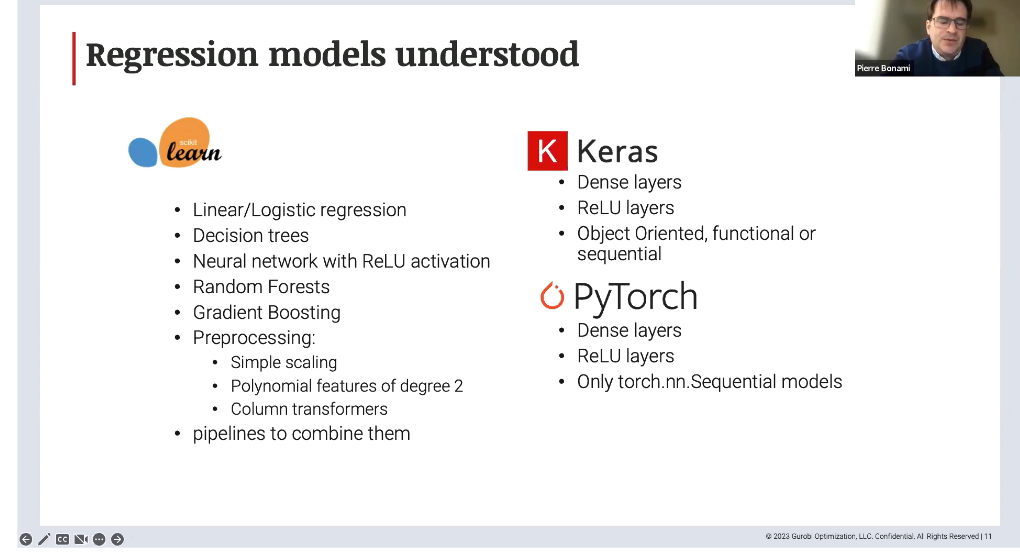 Regression models understood
Pierre Bonami
scikit
learn
• Linear/Logistic regression
• Decision trees
• Neural network with ReLU activation
• Random Forests
• Gradient Boosting
• Preprocessing:
• Simple scaling
• Polynomial features of degree 2
• Column transformers
• pipelines to combine them
K Keras
• Dense layers
• ReLU layers
• Object Oriented, functional or
sequential
PyTorch
• Dense layers
• ReLU layers
• Only torch.nn.Sequential models
CC
© 2023 Gurobi Optimization, LLC. Confidential, All Rights Reserved | 11